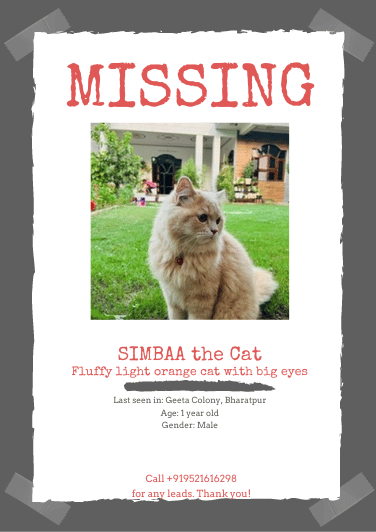 MISSING
SIMBAA the Cat
Fluffy light orange cat with big eyes
Last seen in: Geeta Colony, Bharatpur
Age: 1 year old
Gender: Male
Call +919521616298
for any leads. Thank you!